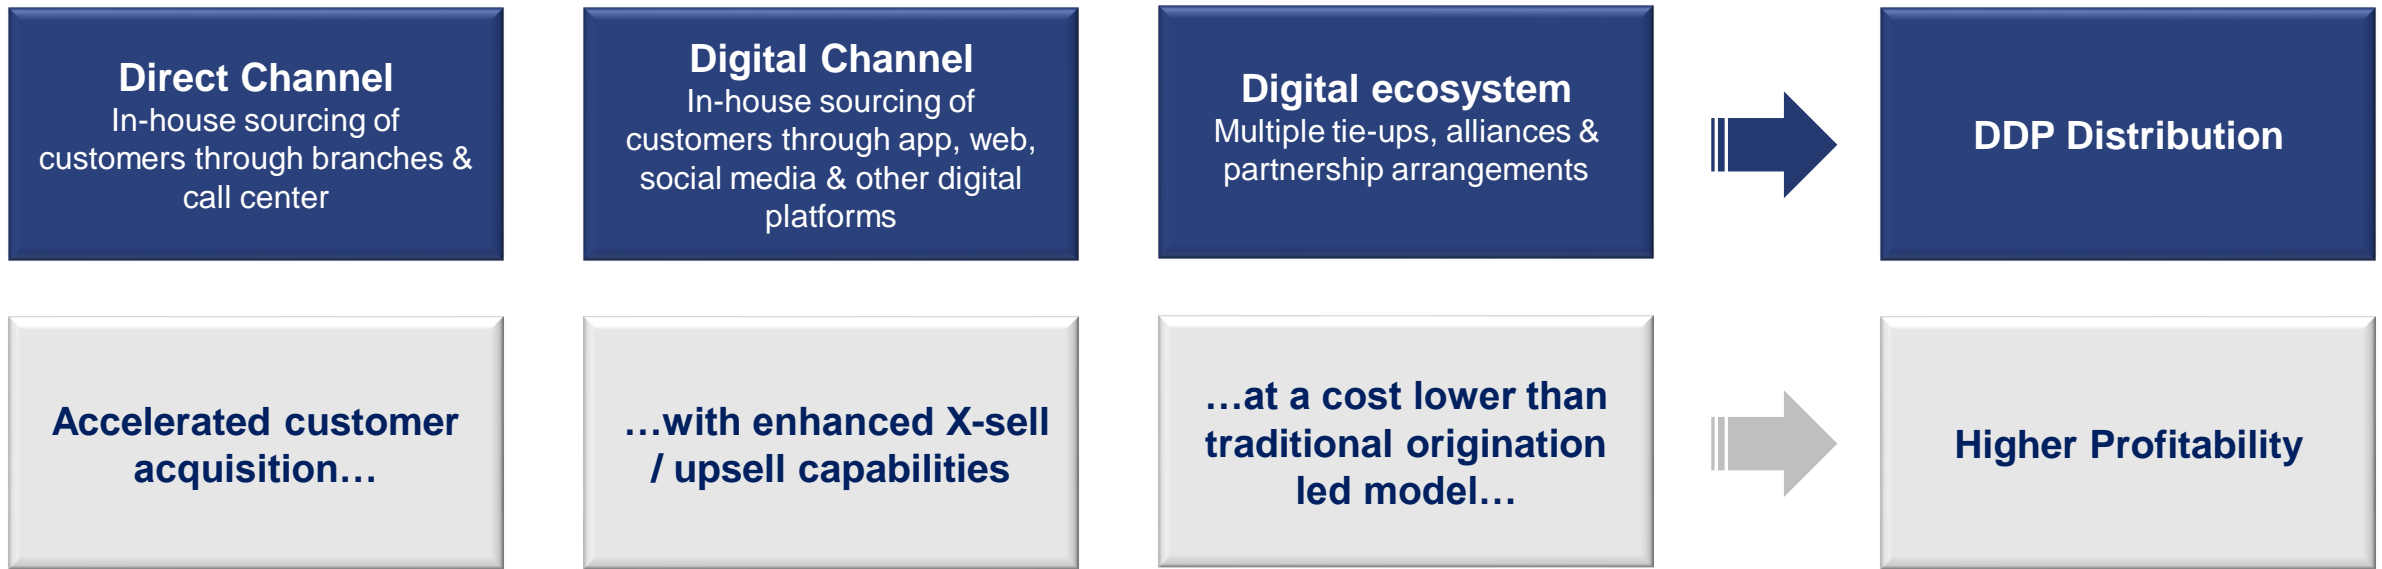 Direct Channel
In-house sourcing of
customers through branches &
call center
Digital Channel
In-house sourcing of
customers through app, web,
social media & other digital
platforms
Digital ecosystem
Multiple tie-ups, alliances &
partnership arrangements
DDP Distribution
Accelerated customer
acquisition…
…with enhanced X-sell
/ upsell capabilities
…at a cost lower than
traditional origination
led model…
Higher Profitability